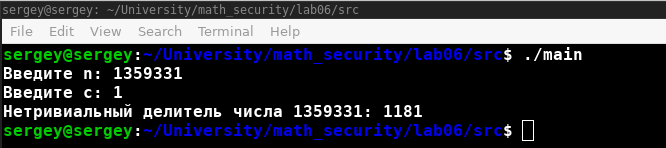 sergey@sergey: ~/University/math_security/lab06/src
File Edit View Search Terminal Help
sergey@sergey:~/University/math_security/lab06/src$ ./main
Введите n: 1359331
Введите c: 1
Нетривиальный делитель числа 1359331: 1181
sergey@sergey:~/University/math_security/lab06/src$